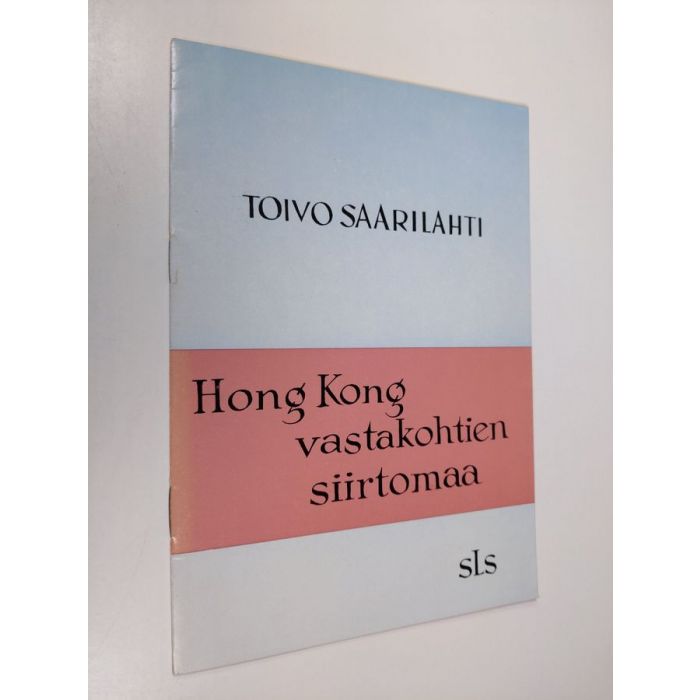 TOIVO SAARILAHTI
Hong Kong
vastakohtien
siirtomaa
sls